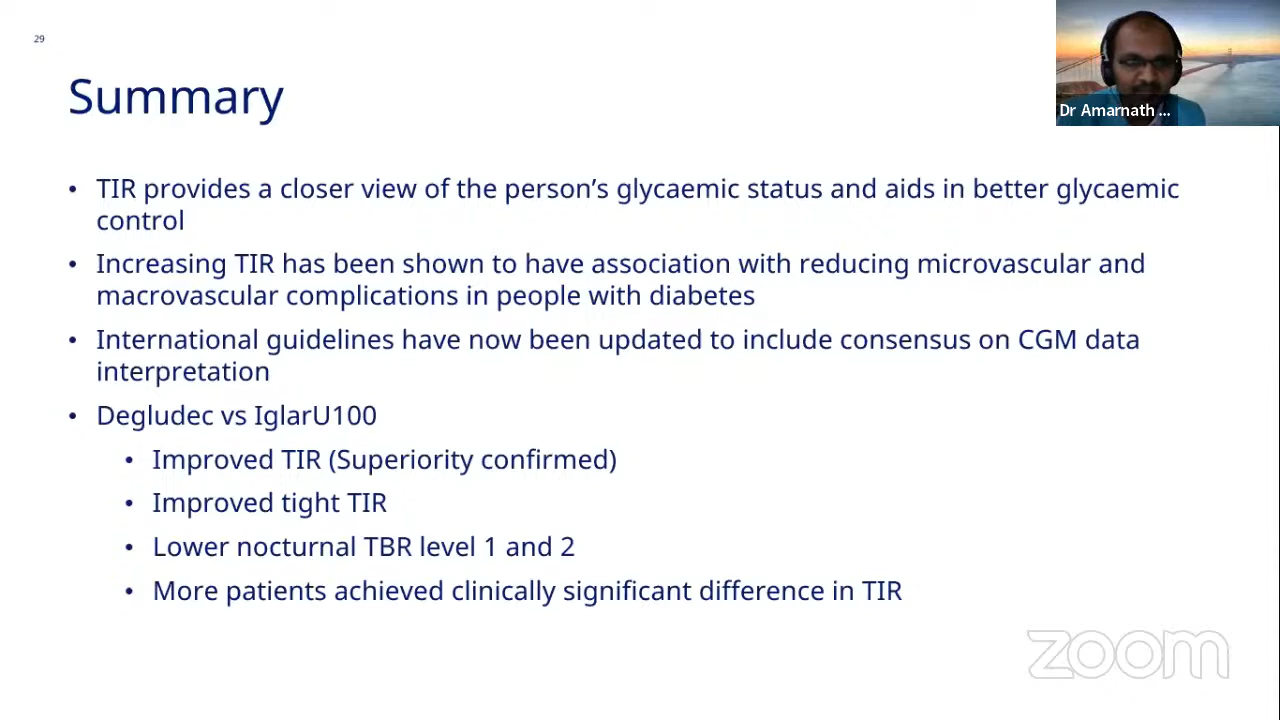 29
Summary
Dr Amarnath ...
• TIR provides a closer view of the person’s glycaemic status and aids in better glycaemic
control
• Increasing TIR has been shown to have association with reducing microvascular and
macrovascular complications in people with diabetes
• International guidelines have now been updated to include consensus on CGM data
interpretation
• Degludec vs IglarU100
• Improved TIR (Superiority confirmed)
• Improved tight TIR
• Lower nocturnal TBR level 1 and 2
• More patients achieved clinically significant difference in TIR
zoom